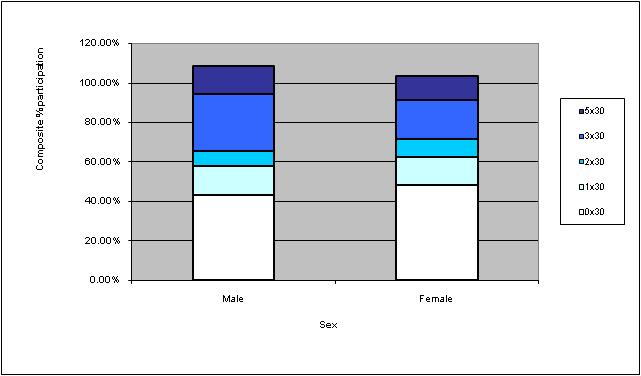 120.00%
100.00%
80.00%
60.00%
40.00%
20.00%
0.00%
Composite %participation
Male
Female
Sex
5x30
3x30
2x30
1x30
0x30